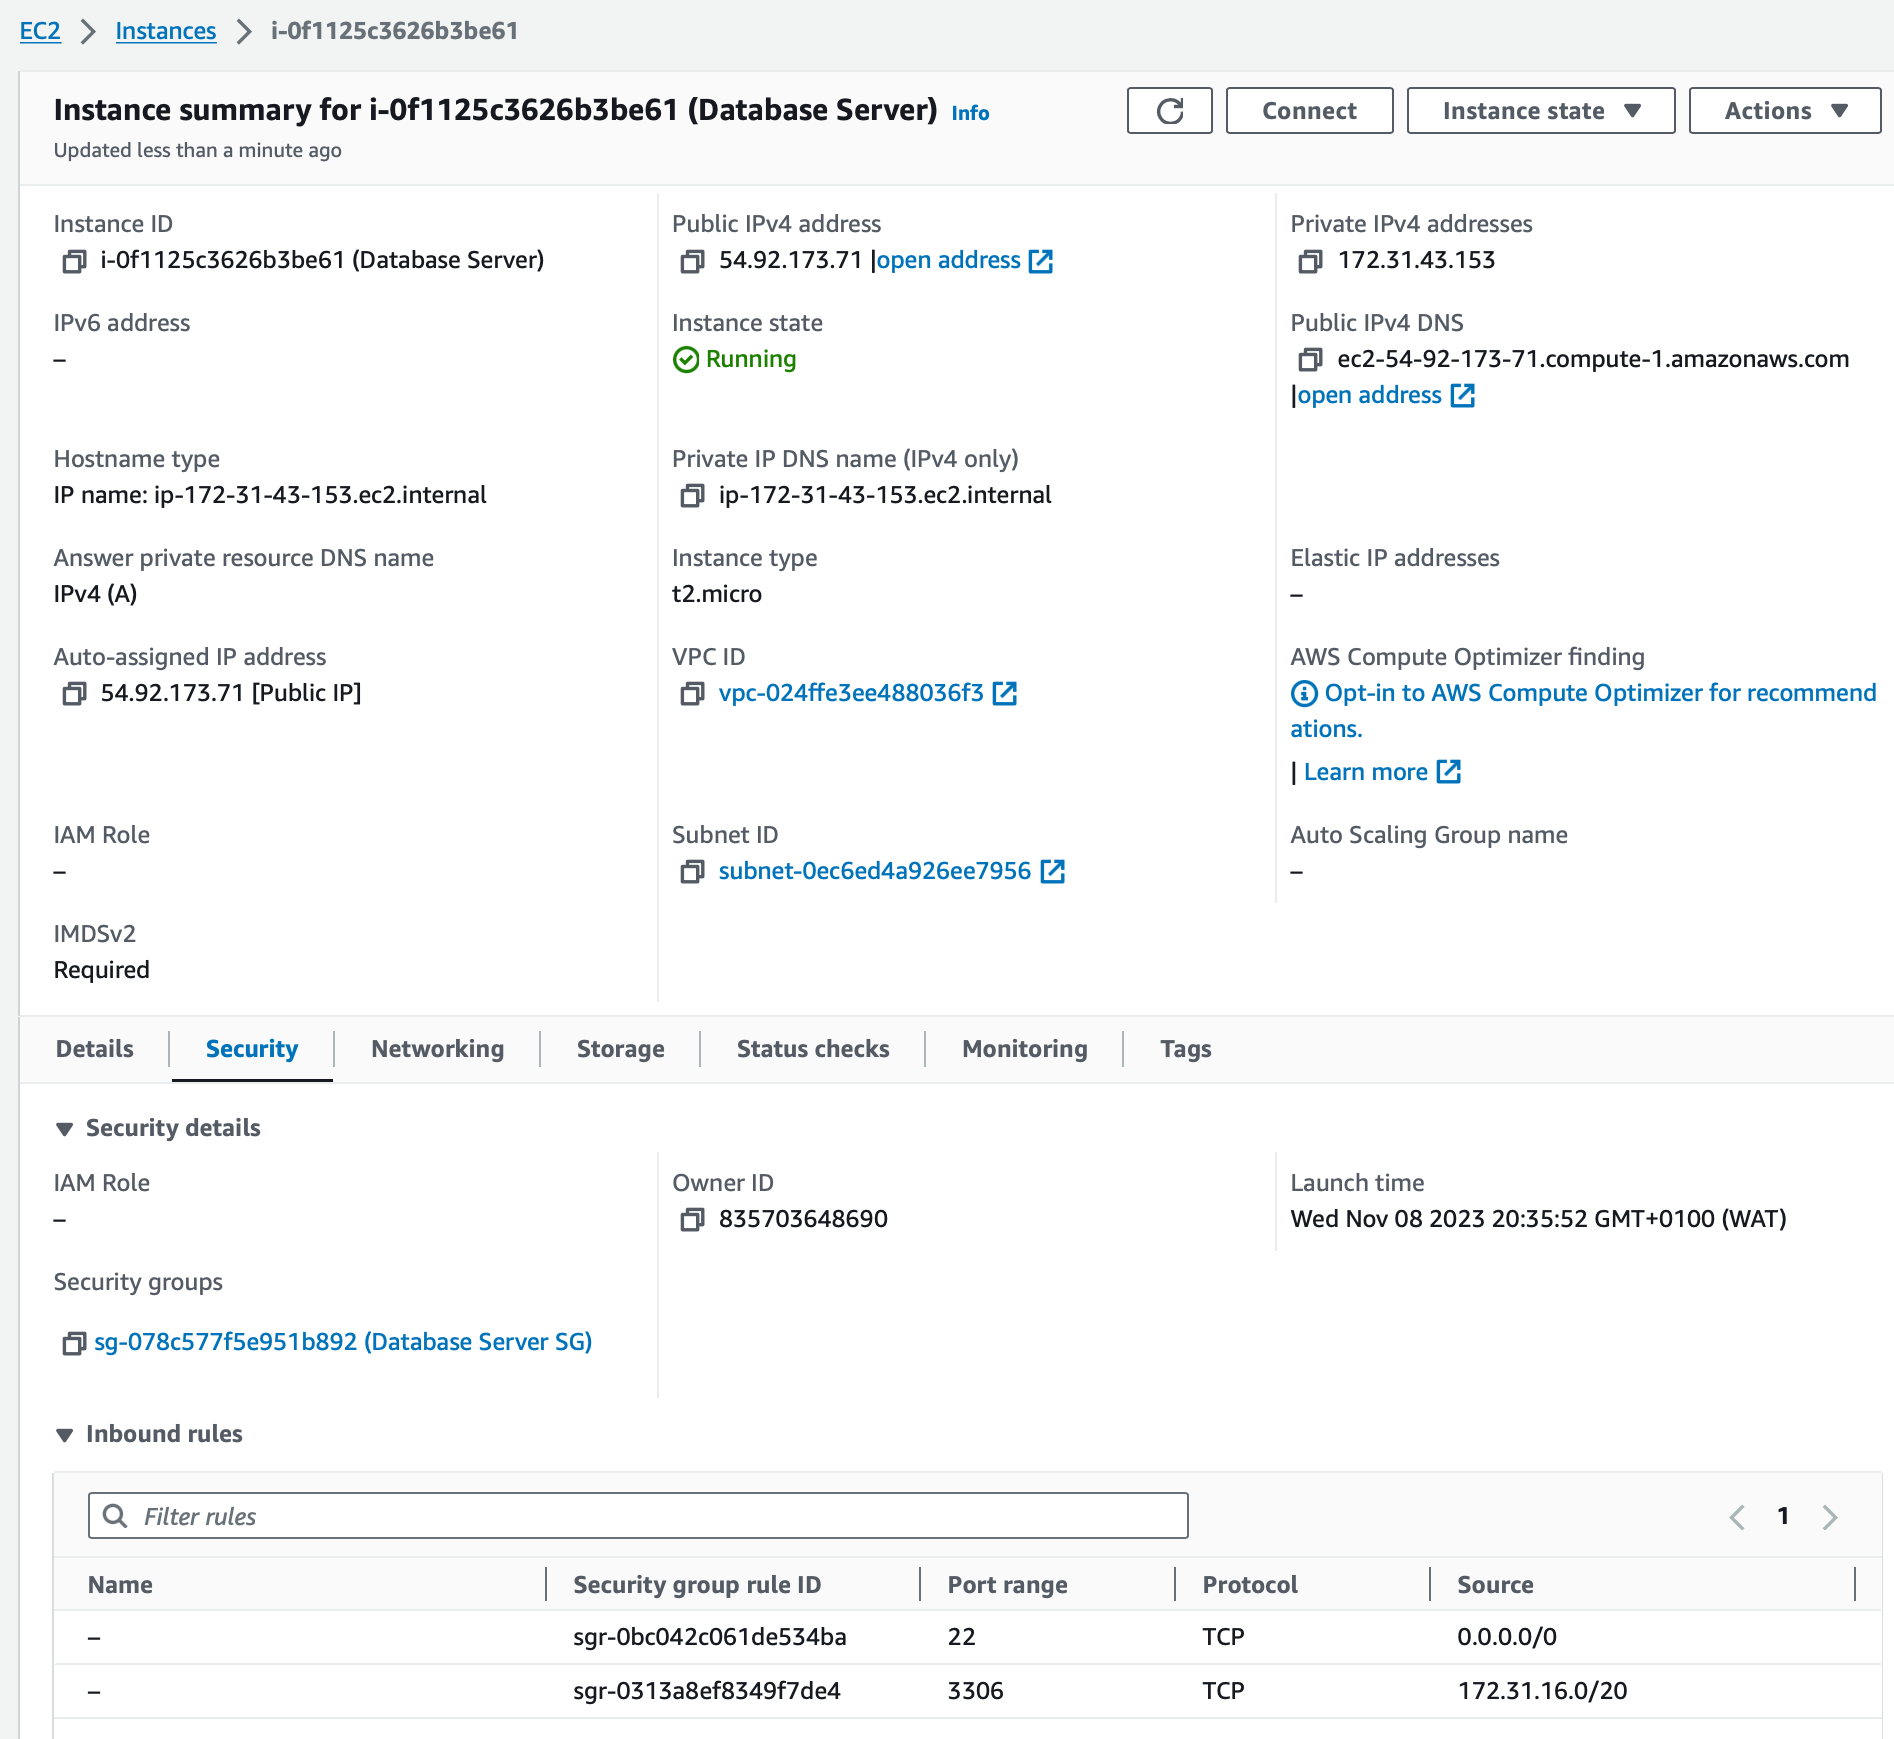 EC2 > Instances > i-0f1125c3626b3be61
Instance summary for i-0f1125c3626b3be61 (Database Server) Info
Updated less than a minute ago
Connect
Instance state
Actions
Instance ID
i-0f1125c3626b3be61 (Database Server)
Public IPv4 address
54.92.173.71 |open address
Private IPv4 addresses
172.31.43.153
IPv6 address
–
Instance state
Running
Public IPv4 DNS
ec2-54-92-173-71.compute-1.amazonaws.com
|open address
Hostname type
IP name: ip-172-31-43-153.ec2.internal
Private IP DNS name (IPv4 only)
ip-172-31-43-153.ec2.internal
Answer private resource DNS name
IPv4 (A)
Instance type
t2.micro
Elastic IP addresses
–
Auto-assigned IP address
54.92.173.71 [Public IP]
VPC ID
vpc-024ffe3ee488036f3
AWS Compute Optimizer finding
Opt-in to AWS Compute Optimizer for recommend
ations.
| Learn more
IAM Role
–
Subnet ID
subnet-0ec6ed4a926ee7956
Auto Scaling Group name
–
IMDSv2
Required
Details Security Networking Storage Status checks Monitoring Tags
Security details
IAM Role
–
Owner ID
835703648690
Launch time
Wed Nov 08 2023 20:35:52 GMT+0100 (WAT)
Security groups
sg-078c577f5e951b892 (Database Server SG)
Inbound rules
Filter rules
1
Name Security group rule ID Port range Protocol Source
– sgr-0bc042c061de534ba 22 TCP 0.0.0.0/0
– sgr-0313a8ef8349f7de4 3306 TCP 172.31.16.0/20